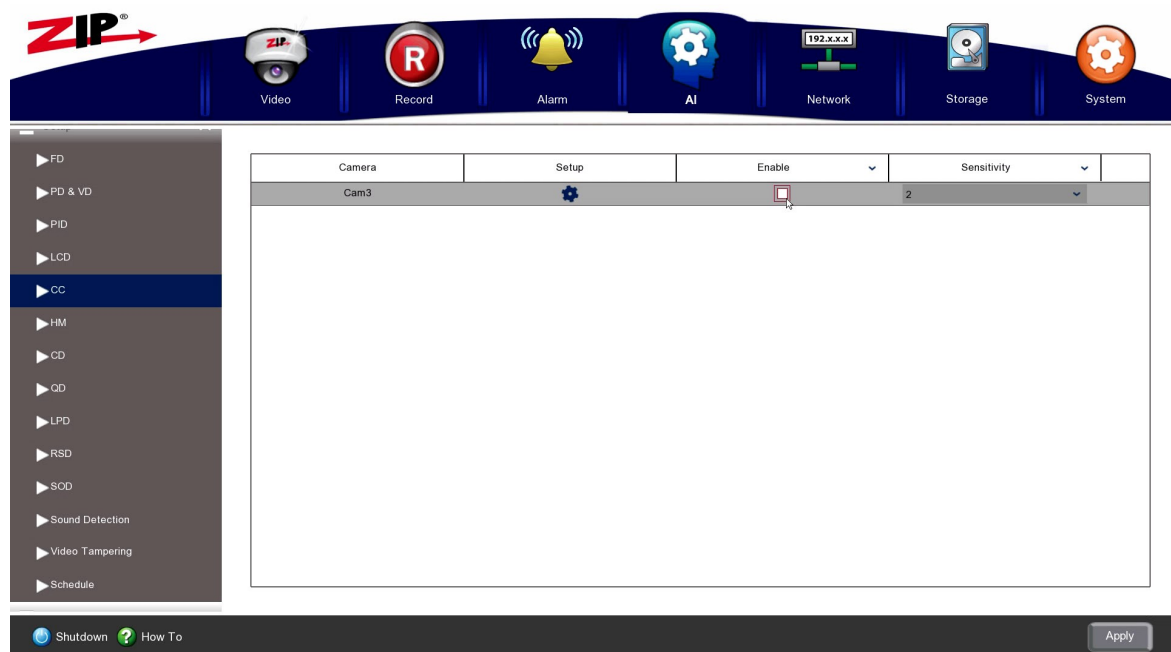 ZIP®
ZIP
R
192.x.x.x
Video Record Alarm AI Network Storage System
FD
PD & VD
PID
LCD
CC
HM
CD
QD
LPD
RSD
SOD
Sound Detection
Video Tampering
Schedule
Camera Setup Enable Sensitivity
Cam3 2
Shutdown ? How To Apply